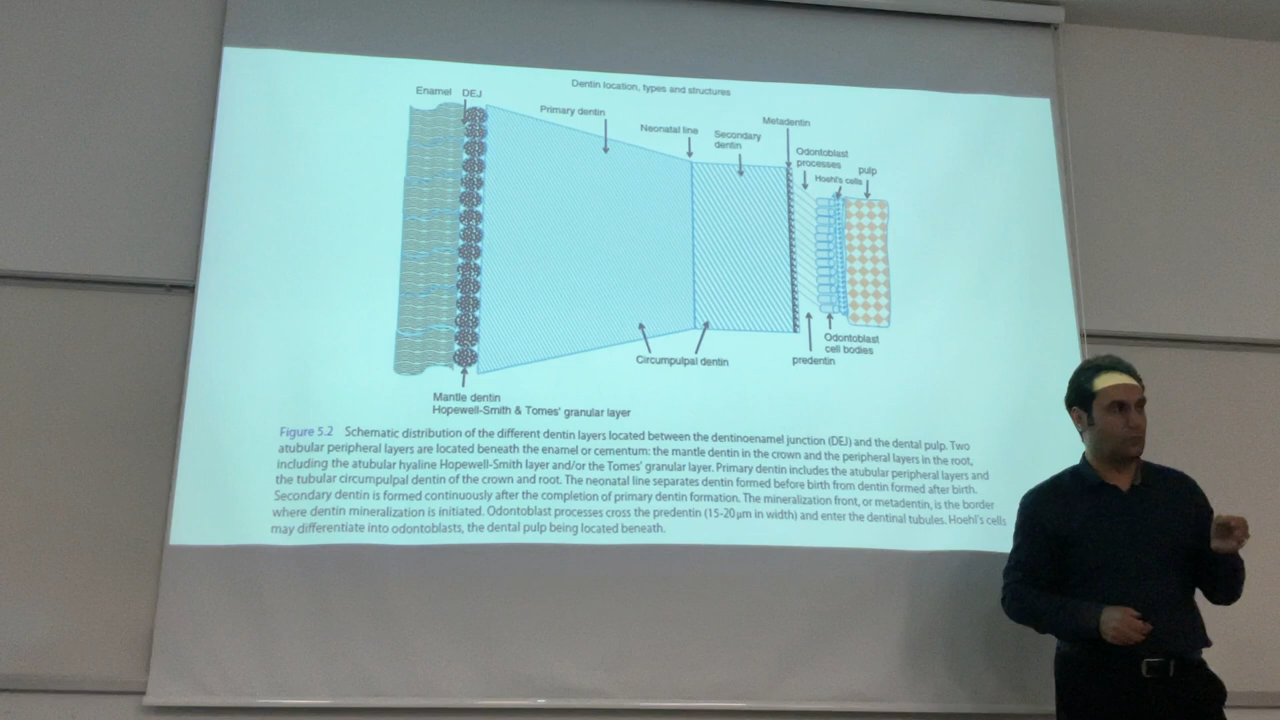 Dentin location, types and structures
Enamel DEJ
Primary dentin
Neonatal line
Secondary
dentin
Metadentin
Odontoblast
processes
Hoehl's cells
pulp
Circumpulpal dentin
Odontoblast
cell bodies
predentin
Mantle dentin
Hopewell-Smith & Tomes' granular layer
Figure 5.2 Schematic distribution of the different dentin layers located between the dentinoenamel junction (DEJ) and the dental pulp. Two
atubular peripheral layers are located beneath the enamel or cementum: the mantle dentin in the crown and the peripheral layers in the root,
including the atubular hyaline Hopewell-Smith layer and/or the Tomes' granular layer. Primary dentin includes the atubular peripheral layers and
the tubular circumpulpal dentin of the crown and root. The neonatal line separates dentin formed before birth from dentin formed after birth.
Secondary dentin is formed continuously after the completion of primary dentin formation. The mineralization front, or metadentin, is the border
where dentin mineralization is initiated. Odontoblast processes cross the predentin (15-20 μm in width) and enter the dentinal tubules. Hoehl's cells
may differentiate into odontoblasts, the dental pulp being located beneath.